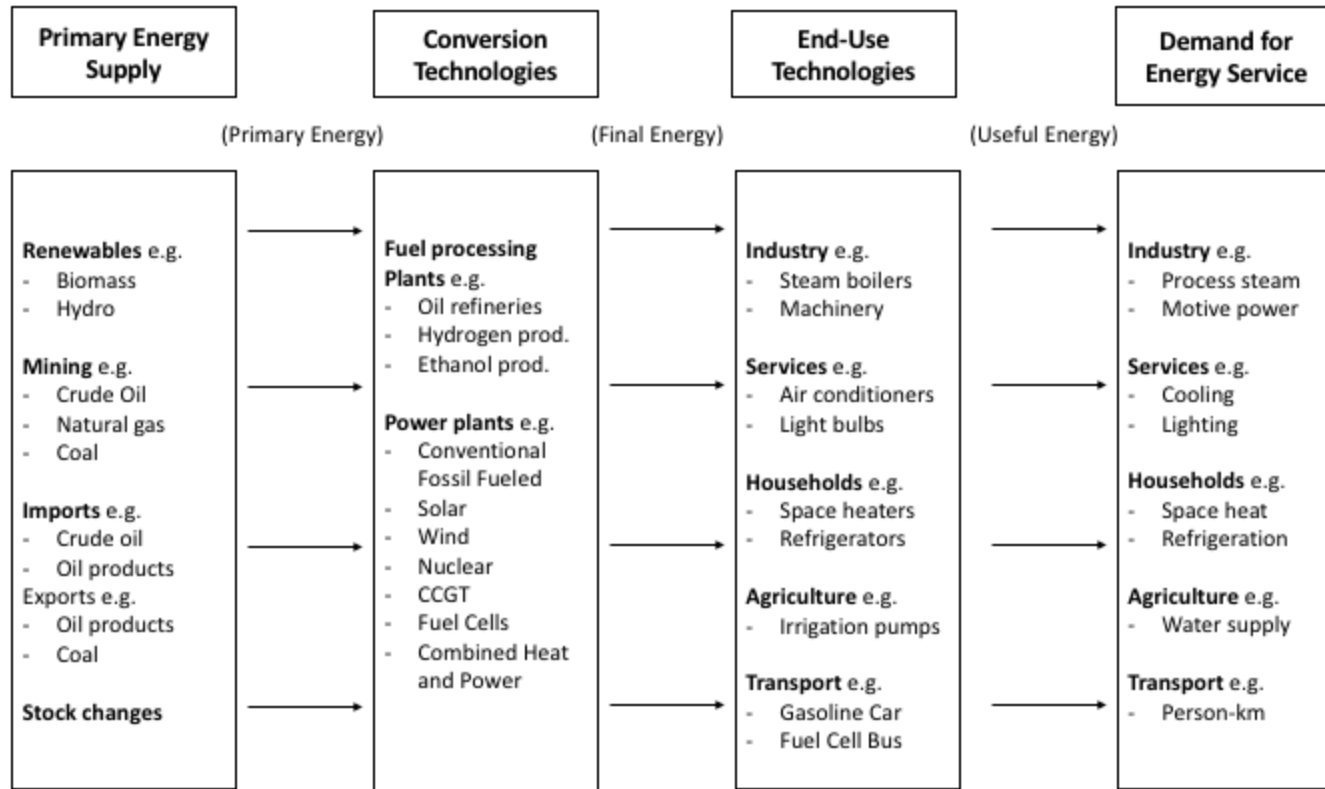 Primary Energy
Supply
Conversion
Technologies
End-Use
Technologies
Demand for
Energy Service
(Primary Energy)
(Final Energy)
(Useful Energy)
Renewables e.g.
- Biomass
- Hydro
Mining e.g.
- Crude Oil
- Natural gas
- Coal
Imports e.g.
- Crude oil
- Oil products
Exports e.g.
- Oil products
- Coal
Stock changes
Fuel processing
Plants e.g.
- Oil refineries
- Hydrogen prod.
- Ethanol prod.
Power plants e.g.
- Conventional
Fossil Fueled
- Solar
- Wind
- Nuclear
- CCGT
- Fuel Cells
- Combined Heat
and Power
Industry e.g.
- Steam boilers
- Machinery
Services e.g.
- Air conditioners
- Light bulbs
Households e.g.
- Space heaters
- Refrigerators
Agriculture e.g.
- Irrigation pumps
Transport e.g.
- Gasoline Car
- Fuel Cell Bus
Industry e.g.
- Process steam
- Motive power
Services e.g.
- Cooling
- Lighting
Households e.g.
- Space heat
- Refrigeration
Agriculture e.g.
- Water supply
Transport e.g.
- Person-km